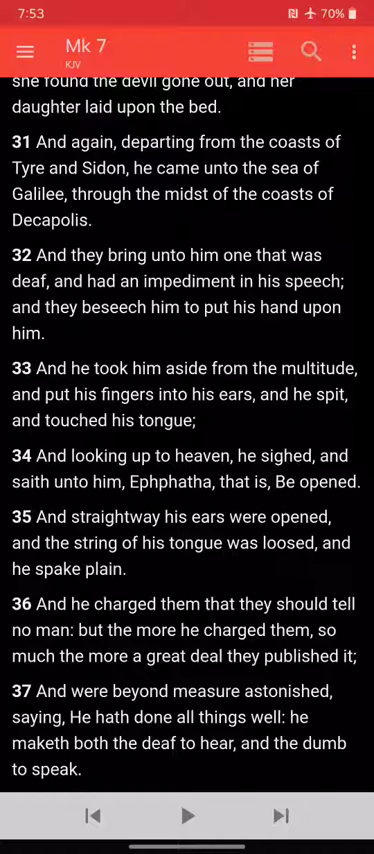 7:53
70%
Mk 7
KJV
she found the devil gone out, and her
daughter laid upon the bed.
31 And again, departing from the coasts of
Tyre and Sidon, he came unto the sea of
Galilee, through the midst of the coasts of
Decapolis.
32 And they bring unto him one that was
deaf, and had an impediment in his speech;
and they beseech him to put his hand upon
him.
33 And he took him aside from the multitude,
and put his fingers into his ears, and he spit,
and touched his tongue;
34 And looking up to heaven, he sighed, and
saith unto him, Ephphatha, that is, Be opened.
35 And straightway his ears were opened,
and the string of his tongue was loosed, and
he spake plain.
36 And he charged them that they should tell
no man: but the more he charged them, so
much the more a great deal they published it;
37 And were beyond measure astonished,
saying, He hath done all things well: he
maketh both the deaf to hear, and the dumb
to speak.